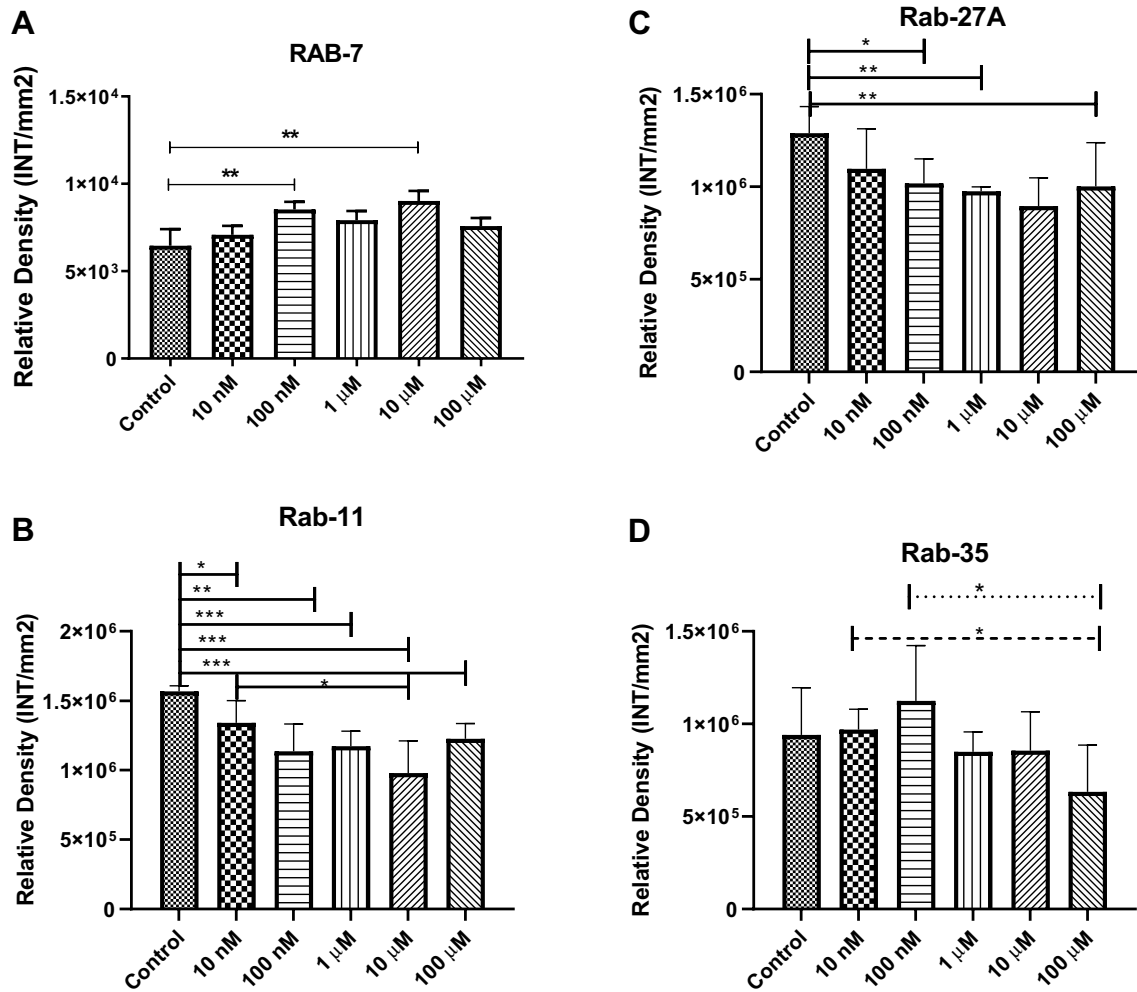 A
RAB-7
Relative Density (INT/mm2)
1.5×10⁴
1×10⁴
5×10³
0
**
**
Control
10 nM
100 nM
1 μM
10 μM
100 μM
B
Rab-11
Relative Density (INT/mm2)
2×10⁶
1.5×10⁶
1×10⁶
5×10⁵
0
*
**
***
***
***
*
Control
10 nM
100 nM
1 μM
10 μM
100 μM
C
Rab-27A
Relative Density (INT/mm2)
1.5×10⁶
1×10⁶
5×10⁵
0
*
**
**
Control
10 nM
100 nM
1 μM
10 μM
100 μM
D
Rab-35
Relative Density (INT/mm2)
1.5×10⁶
1×10⁶
5×10⁵
0
*
*
Control
10 nM
100 nM
1 μM
10 μM
100 μM